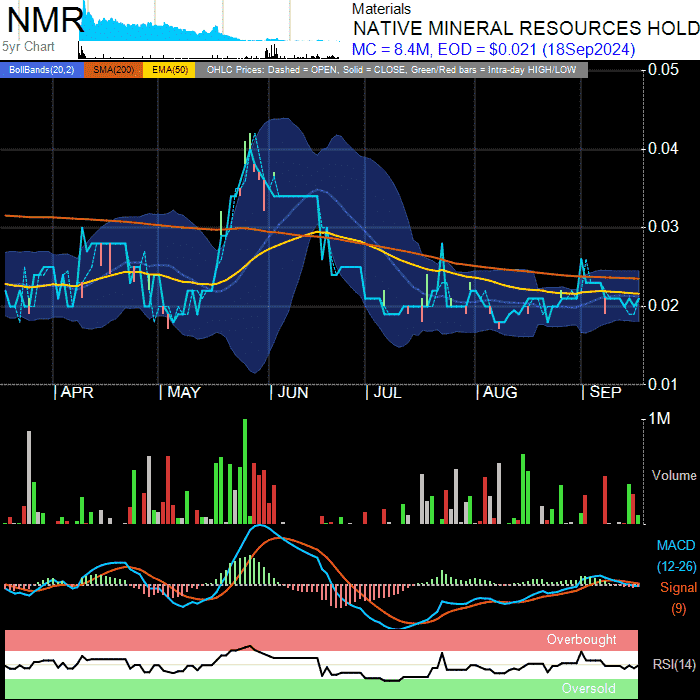 NMR
5yr Chart
Materials
NATIVE MINERAL RESOURCES HOLD
MC = 8.4M, EOD = $0.021 (18Sep2024)
BollBands(20,2) SMA(200) EMA(50) OHLC Prices: Dashed = OPEN, Solid = CLOSE, Green/Red bars = Intra-day HIGH/LOW
0.05
0.04
0.03
0.02
0.01
APR MAY JUN JUL AUG SEP
1M
Volume
MACD
(12-26)
Signal
(9)
Overbought
RSI(14)
Oversold